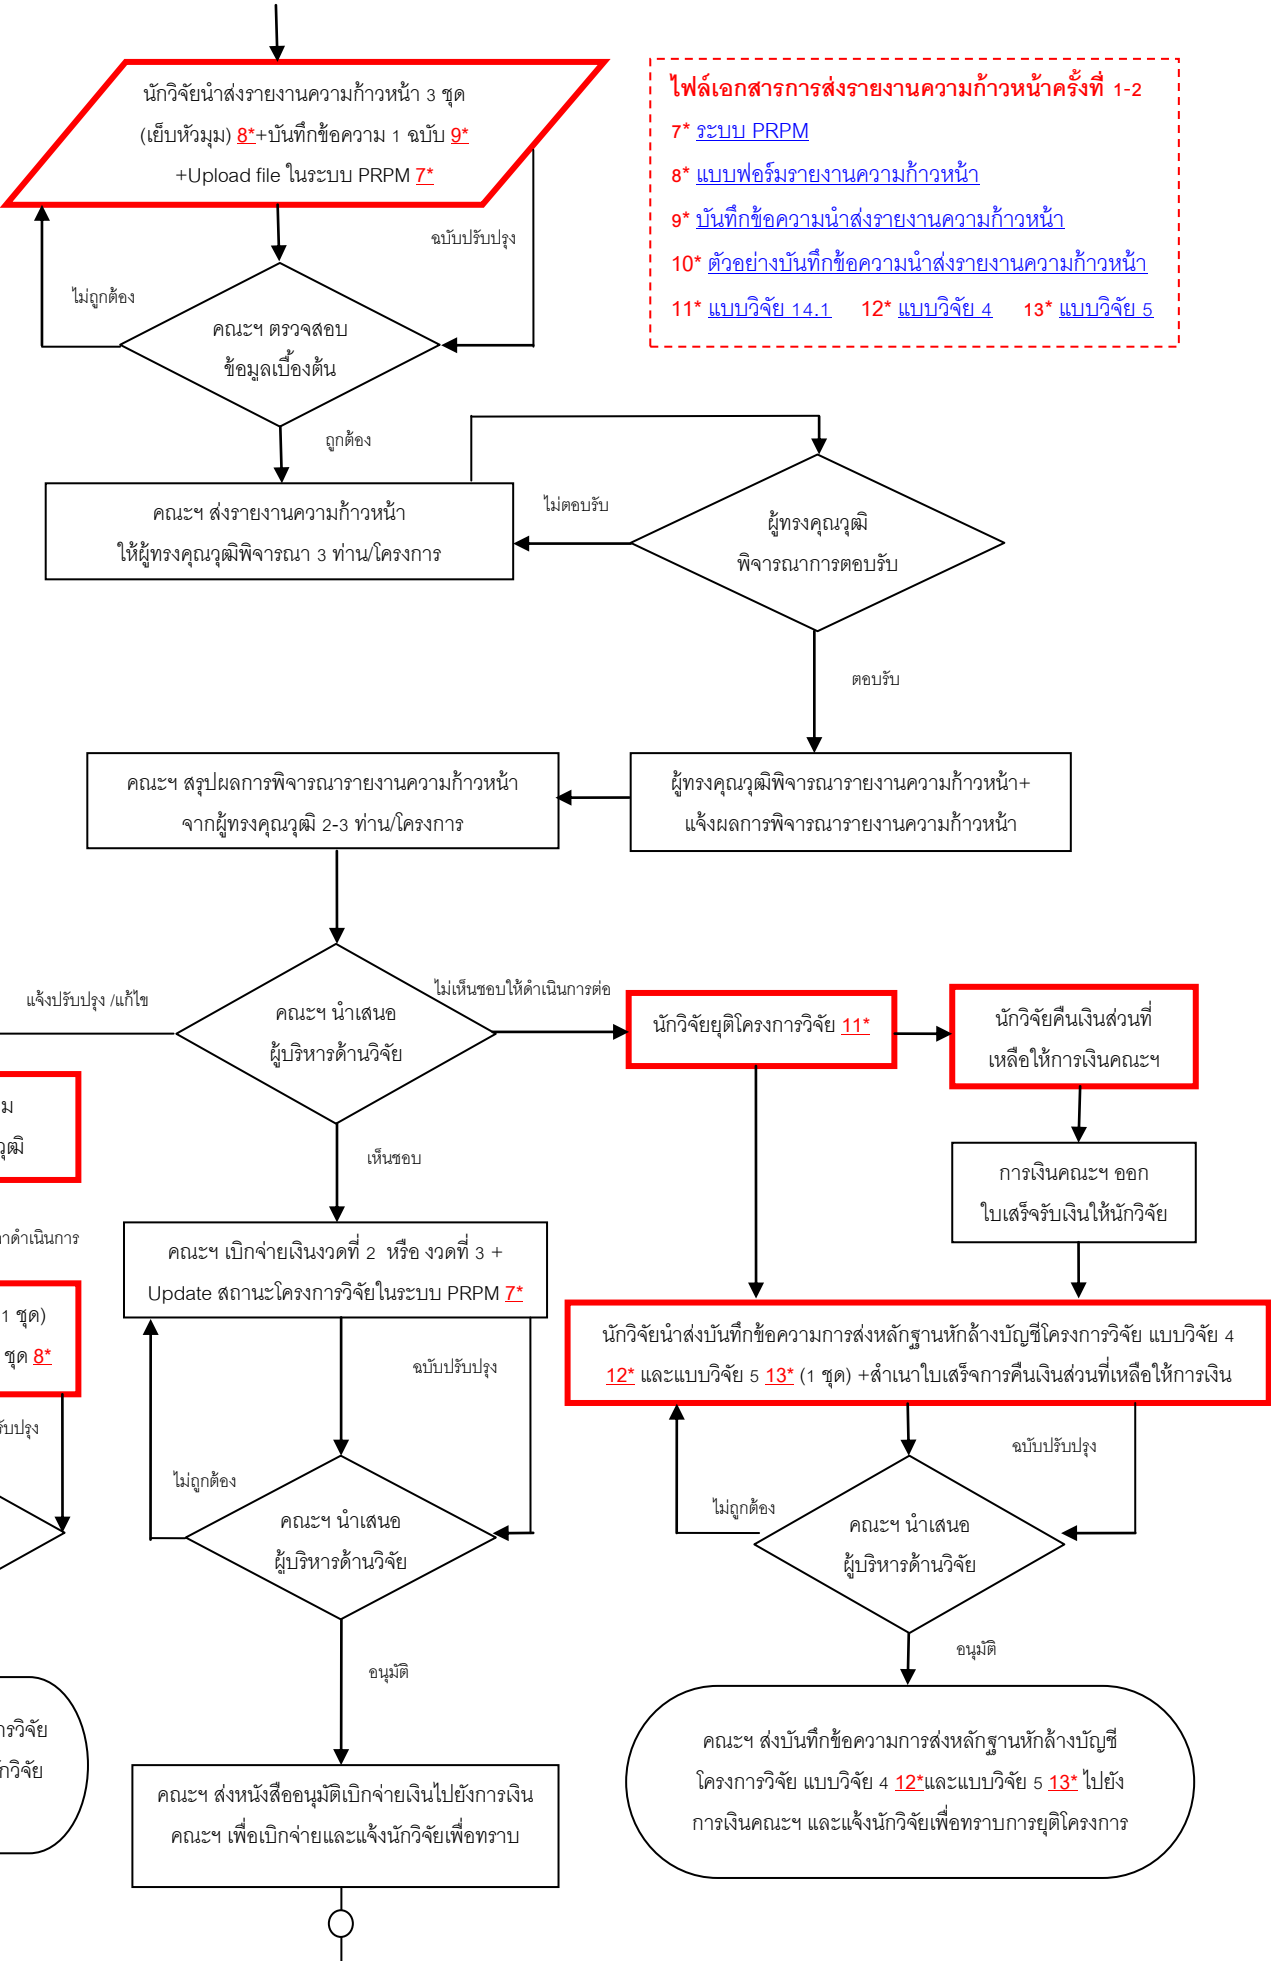 นักวิจัยนำส่งรายงานความก้าวหน้า 3 ชุด
(เย็บหัวมุม) 8*+บันทึกข้อความ 1 ฉบับ 9*
+Upload file ในระบบ PRPM 7*
ไฟล์เอกสารการส่งรายงานความก้าวหน้าครั้งที่ 1-2
7* ระบบ PRPM
8* แบบฟอร์มรายงานความก้าวหน้า
9* บันทึกข้อความนำส่งรายงานความก้าวหน้า
10* ตัวอย่างบันทึกข้อความนำส่งรายงานความก้าวหน้า
11* แบบวิจัย 14.1 12* แบบวิจัย 4 13* แบบวิจัย 5
ฉบับปรับปรุง
ไม่ถูกต้อง
คณะฯ ตรวจสอบ
ข้อมูลเบื้องต้น
ถูกต้อง
คณะฯ ส่งรายงานความก้าวหน้า
ให้ผู้ทรงคุณวุฒิพิจารณา 3 ท่าน/โครงการ
ไม่ตอบรับ
ผู้ทรงคุณวุฒิ
พิจารณาการตอบรับ
ตอบรับ
คณะฯ สรุปผลการพิจารณารายงานความก้าวหน้า
จากผู้ทรงคุณวุฒิ 2-3 ท่าน/โครงการ
ผู้ทรงคุณวุฒิพิจารณารายงานความก้าวหน้า+
แจ้งผลการพิจารณารายงานความก้าวหน้า
แจ้งปรับปรุง /แก้ไข
คณะฯ นำเสนอ
ผู้บริหารด้านวิจัย
ไม่เห็นชอบให้ดำเนินการต่อ
นักวิจัยยุติโครงการวิจัย 11*
นักวิจัยคืนเงินส่วนที่
เหลือให้การเงินคณะฯ
เห็นชอบ
การเงินคณะฯ ออก
ใบเสร็จรับเงินให้นักวิจัย
าดำเนินการ
คณะฯ เบิกจ่ายเงินงวดที่ 2 หรือ งวดที่ 3 +
Update สถานะโครงการวิจัยในระบบ PRPM 7*
1 ชุด)
ชุด 8*
นักวิจัยนำส่งบันทึกข้อความการส่งหลักฐานหักล้างบัญชีโครงการวิจัย แบบวิจัย 4
12* และแบบวิจัย 5 13* (1 ชุด) +สำเนาใบเสร็จการคืนเงินส่วนที่เหลือให้การเงิน
ฉบับปรับปรุง
รับปรุง
ฉบับปรับปรุง
ไม่ถูกต้อง
คณะฯ นำเสนอ
ผู้บริหารด้านวิจัย
ไม่ถูกต้อง
คณะฯ นำเสนอ
ผู้บริหารด้านวิจัย
อนุมัติ
อนุมัติ
ารวิจัย
ักวิจัย
คณะฯ ส่งบันทึกข้อความการส่งหลักฐานหักล้างบัญชี
โครงการวิจัย แบบวิจัย 4 12*และแบบวิจัย 5 13* ไปยัง
การเงินคณะฯ และแจ้งนักวิจัยเพื่อทราบการยุติโครงการ
คณะฯ ส่งหนังสืออนุมัติเบิกจ่ายเงินไปยังการเงิน
คณะฯ เพื่อเบิกจ่ายและแจ้งนักวิจัยเพื่อทราบ